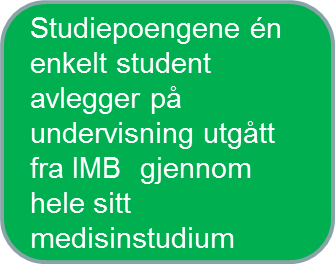 Studiepoengene én
enkelt student
avlegger på
undervisning utgått
fra IMB  gjennom
hele sitt
medisinstudium